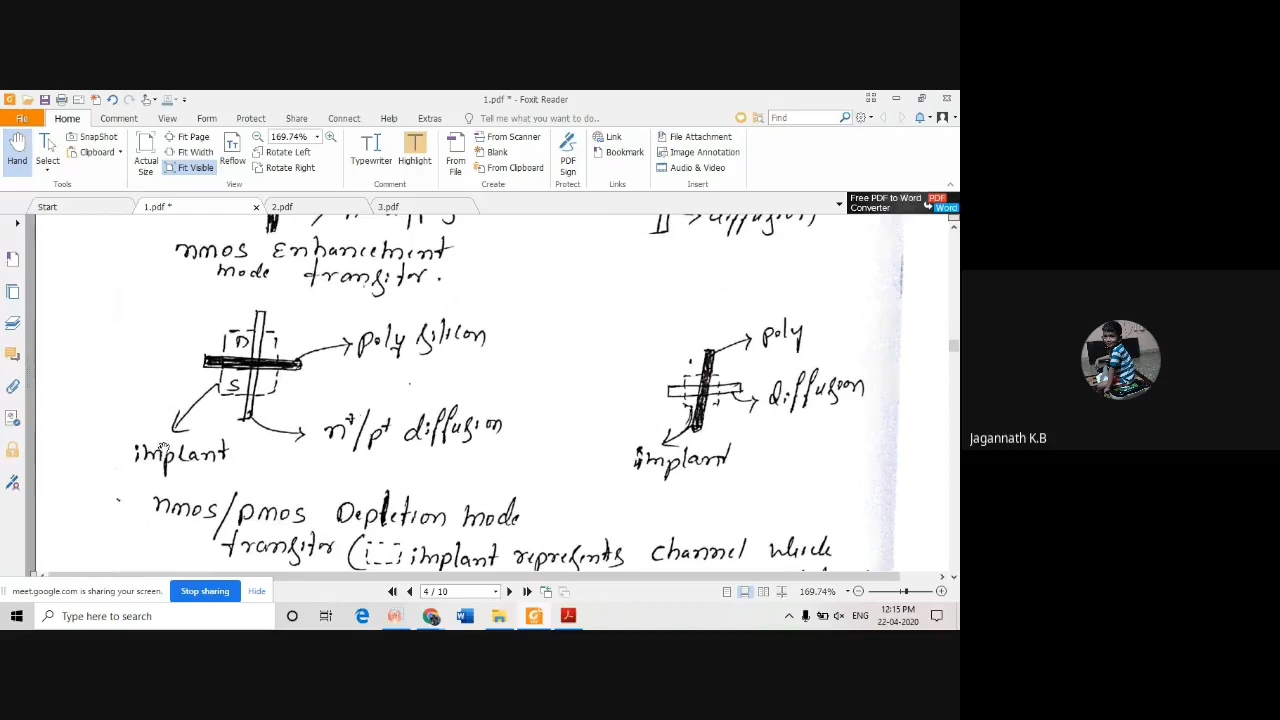 1.pdf * - Foxit Reader
File Home Comment View Form Protect Share Connect Help Extras Tell me what you want to do... Find
Hand
Select
SnapShot
Clipboard
Tools
Actual Size
Fit Page
Fit Width
Fit Visible
Reflow
169.74%
Rotate Left
Rotate Right
View
Typewriter
Highlight
Comment
From File
From Scanner
Blank
From Clipboard
Create
PDF Sign
Protect
Link
Bookmark
Links
File Attachment
Image Annotation
Audio & Video
Insert
Start 1.pdf * 2.pdf 3.pdf
Free PDF to Word Converter
PDF
Word
→ diffusion)
nmos Enhancement
mode transitor.
D
S
poly silicon
n+/p+ diffusion
implant
poly
diffusion
implant
nmos/pmos Depletion mode
transitor ( implant represents channel which
meet.google.com is sharing your screen. Stop sharing Hide
4 / 10
169.74%
Type here to search
ENG
12:15 PM
22-04-2020
Jagannath K.B